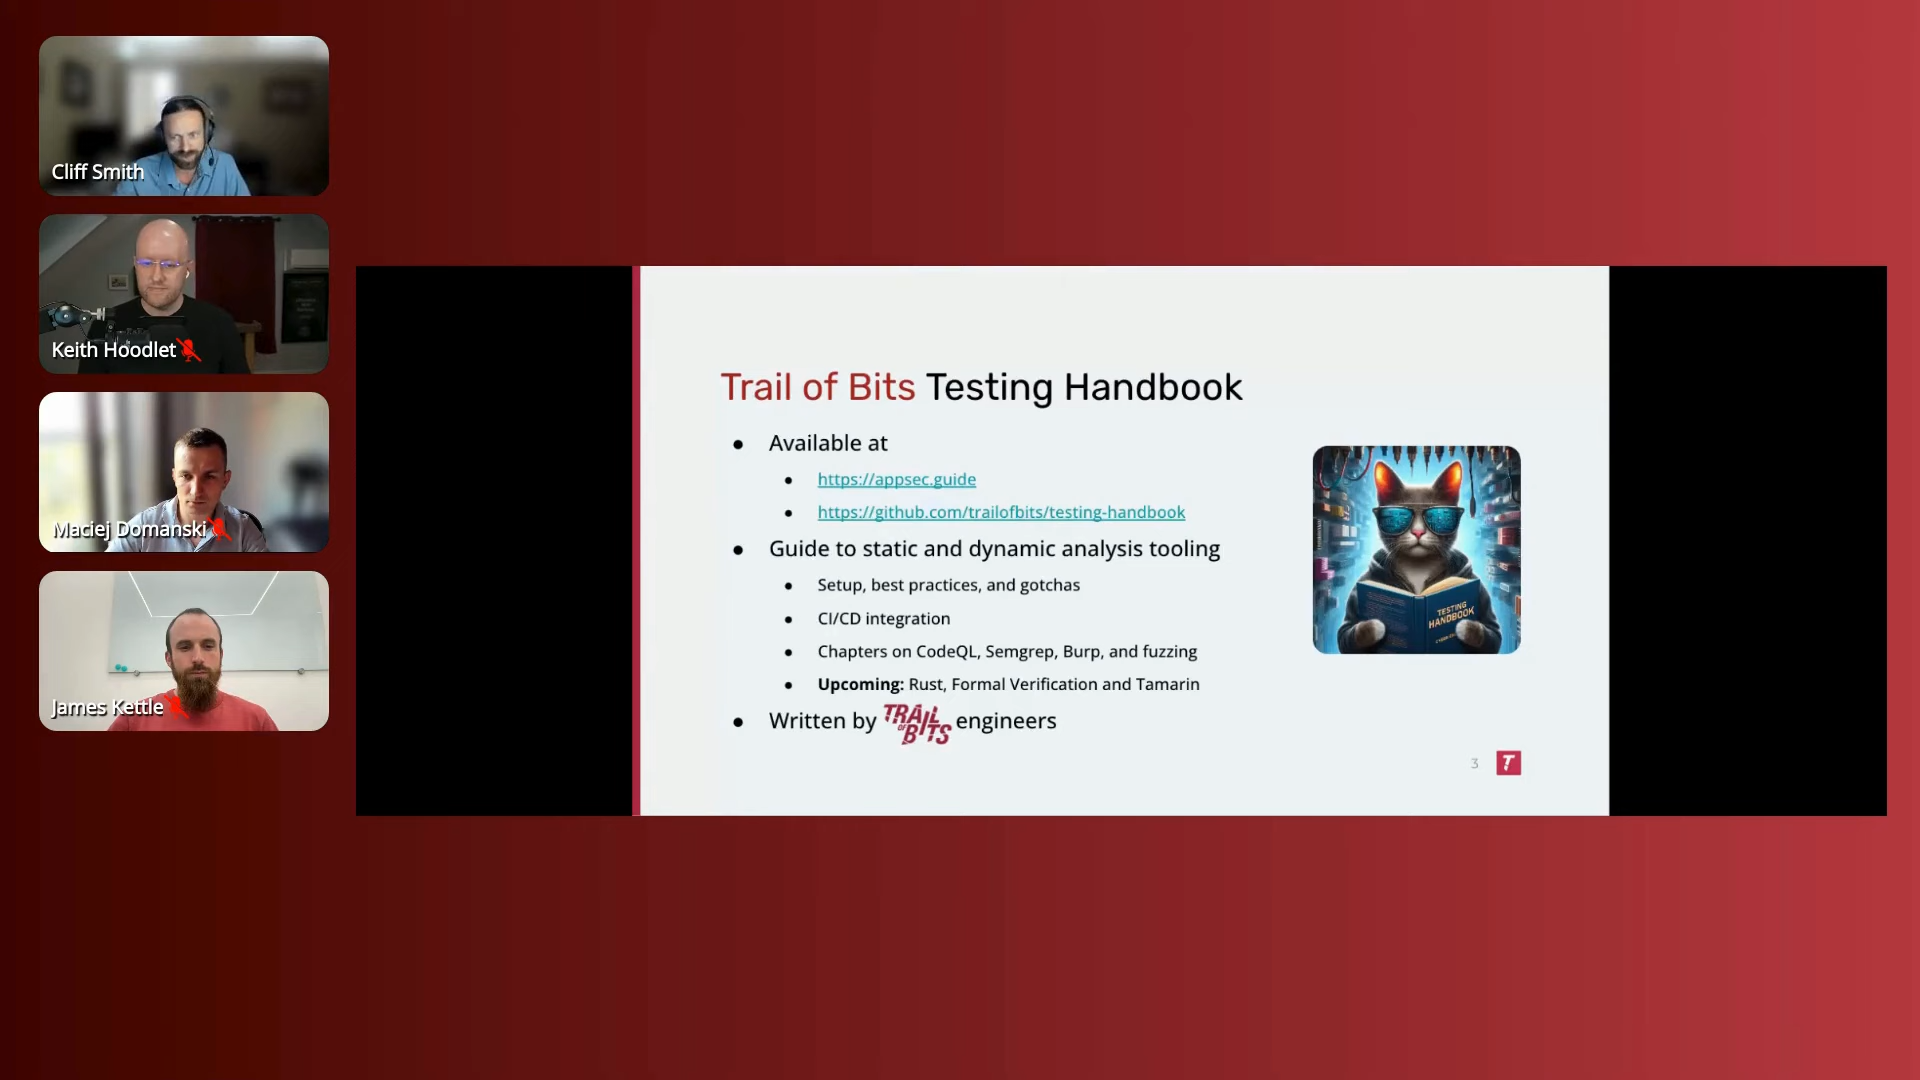 Cliff Smith
Keith Hoodlet
Maciej Domanski
James Kettle
Trail of Bits Testing Handbook
• Available at
• https://appsec.guide
• https://github.com/trailofbits/testing-handbook
• Guide to static and dynamic analysis tooling
• Setup, best practices, and gotchas
• CI/CD integration
• Chapters on CodeQL, Semgrep, Burp, and fuzzing
• Upcoming: Rust, Formal Verification and Tamarin
• Written by TRAIL OF BITS engineers
TESTING
HANDBOOK
3 T